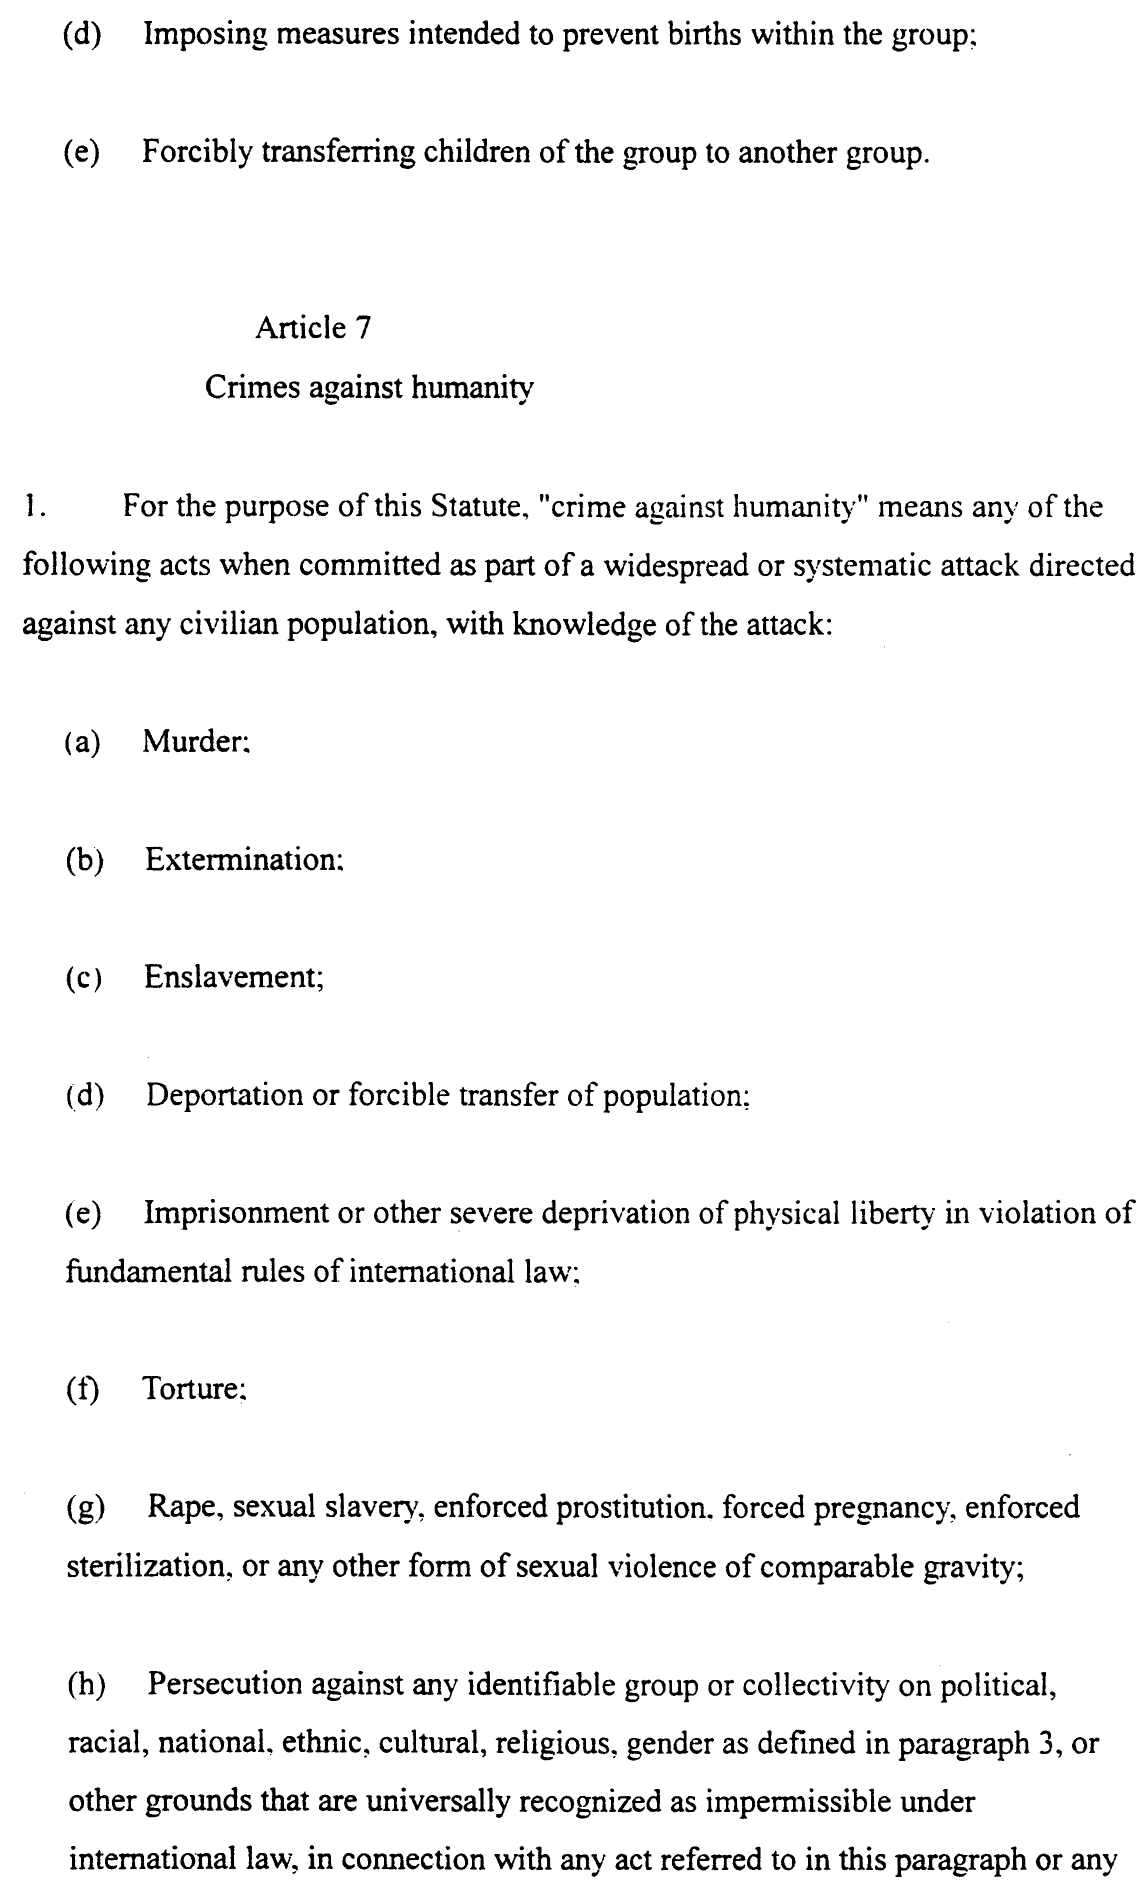 (d) Imposing measures intended to prevent births within the group;
(e) Forcibly transferring children of the group to another group.
Article 7
Crimes against humanity
1. For the purpose of this Statute, "crime against humanity" means any of the
following acts when committed as part of a widespread or systematic attack directed
against any civilian population, with knowledge of the attack:
(a) Murder;
(b) Extermination;
(c) Enslavement;
(d) Deportation or forcible transfer of population;
(e) Imprisonment or other severe deprivation of physical liberty in violation of
fundamental rules of international law;
(f) Torture;
(g) Rape, sexual slavery, enforced prostitution, forced pregnancy, enforced
sterilization, or any other form of sexual violence of comparable gravity;
(h) Persecution against any identifiable group or collectivity on political,
racial, national, ethnic, cultural, religious, gender as defined in paragraph 3, or
other grounds that are universally recognized as impermissible under
international law, in connection with any act referred to in this paragraph or any